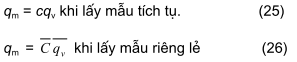 qm = cqv khi lấy mẫu tích tụ. (25)
qm = C̅ q̅v̅ khi lấy mẫu riêng lẻ (26)